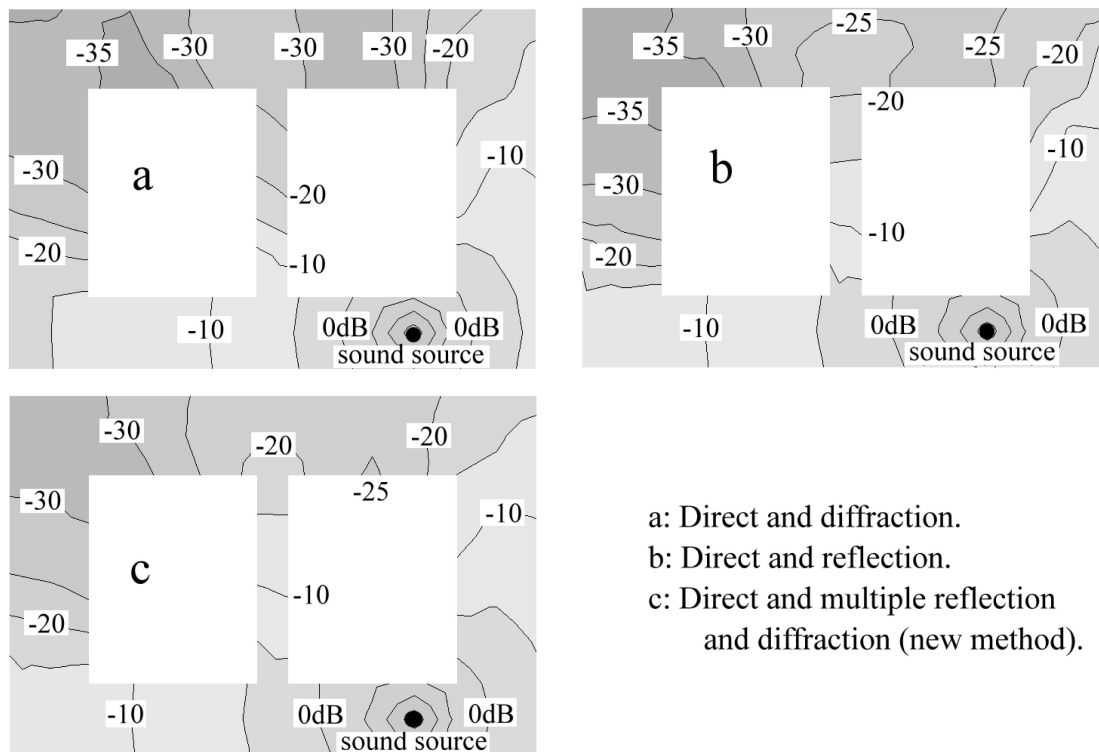 -35 -30 -30 -30 -20
a
-10
-30
-20
-20
-10
-10 0dB 0dB
sound source
-25
-35 -30 -25 -20
-20
-35
b
-10
-30
-10
-20
-10 0dB 0dB
sound source
-30 -20 -20
-25
-30 -10
c
-10
-20
-10 0dB 0dB
sound source
a: Direct and diffraction.
b: Direct and reflection.
c: Direct and multiple reflection
and diffraction (new method).